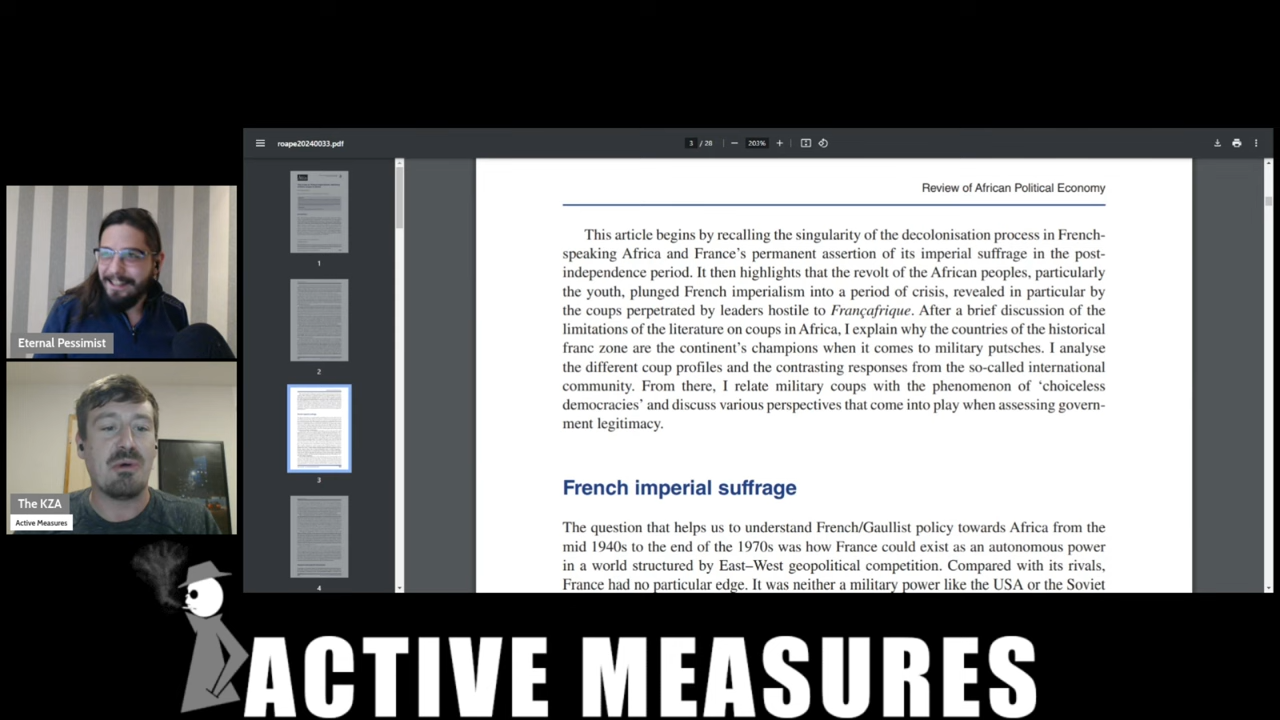 roape20240033.pdf
3 / 28
203%
1
2
3
4
Review of African Political Economy
This article begins by recalling the singularity of the decolonisation process in French-
speaking Africa and France's permanent assertion of its imperial suffrage in the post-
independence period. It then highlights that the revolt of the African peoples, particularly
the youth, plunged French imperialism into a period of crisis, revealed in particular by
the coups perpetrated by leaders hostile to Françafrique. After a brief discussion of the
limitations of the literature on coups in Africa, I explain why the countries of the historical
franc zone are the continent's champions when it comes to military putsches. I analyse
the different coup profiles and the contrasting responses from the so-called international
community. From there, I relate military coups with the phenomenon of 'choiceless
democracies' and discuss various perspectives that come into play when assessing govern-
ment legitimacy.
French imperial suffrage
The question that helps us to understand French/Gaullist policy towards Africa from the
mid 1940s to the end of the 1970s was how France could exist as an autonomous power
in a world structured by East–West geopolitical competition. Compared with its rivals,
France had no particular edge. It was neither a military power like the USA or the Soviet
Eternal Pessimist
The KZA
Active Measures
ACTIVE MEASURES